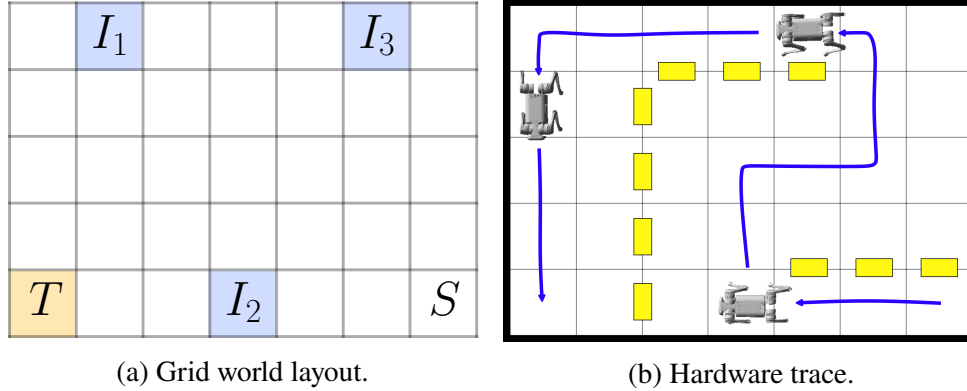 I₁ I₃
T I₂ S
(a) Grid world layout.
(b) Hardware trace.